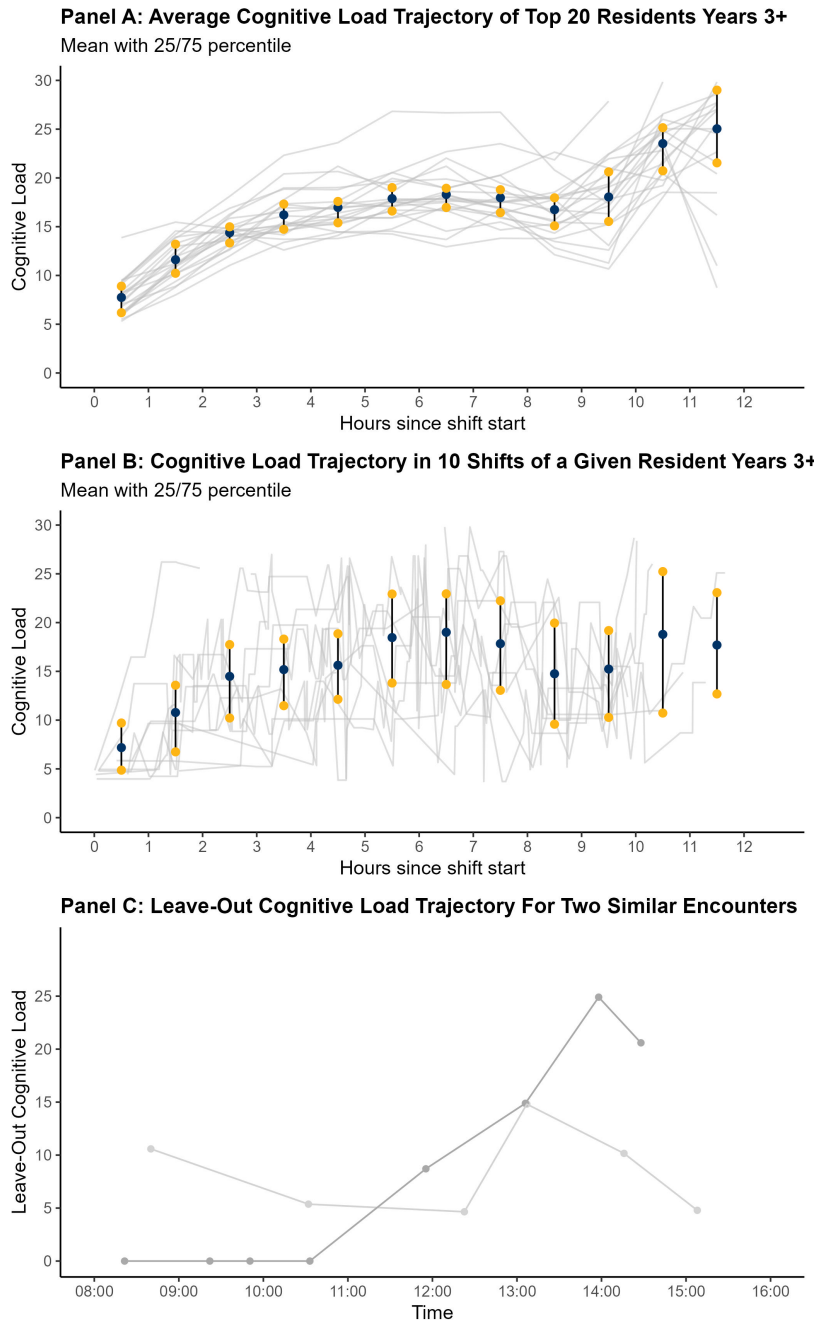 Panel A: Average Cognitive Load Trajectory of Top 20 Residents Years 3+
Mean with 25/75 percentile
30
25
20
15
10
5
0
Cognitive Load
0 1 2 3 4 5 6 7 8 9 10 11 12
Hours since shift start
Panel B: Cognitive Load Trajectory in 10 Shifts of a Given Resident Years 3+
Mean with 25/75 percentile
30
25
20
15
10
5
0
Cognitive Load
0 1 2 3 4 5 6 7 8 9 10 11 12
Hours since shift start
Panel C: Leave-Out Cognitive Load Trajectory For Two Similar Encounters
25
20
15
10
5
0
Leave-Out Cognitive Load
08:00 09:00 10:00 11:00 12:00 13:00 14:00 15:00 16:00
Time